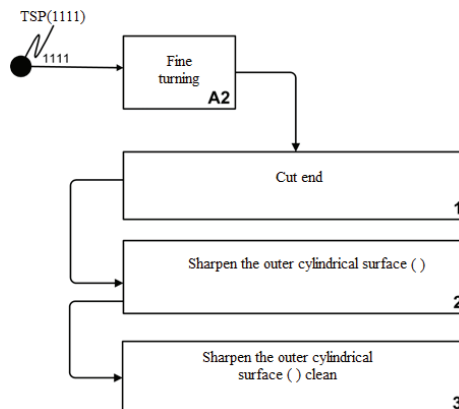 TSP(1111)
1111
Fine
turning
A2
Cut end
1
Sharpen the outer cylindrical surface ( )
2
Sharpen the outer cylindrical
surface ( ) clean
3